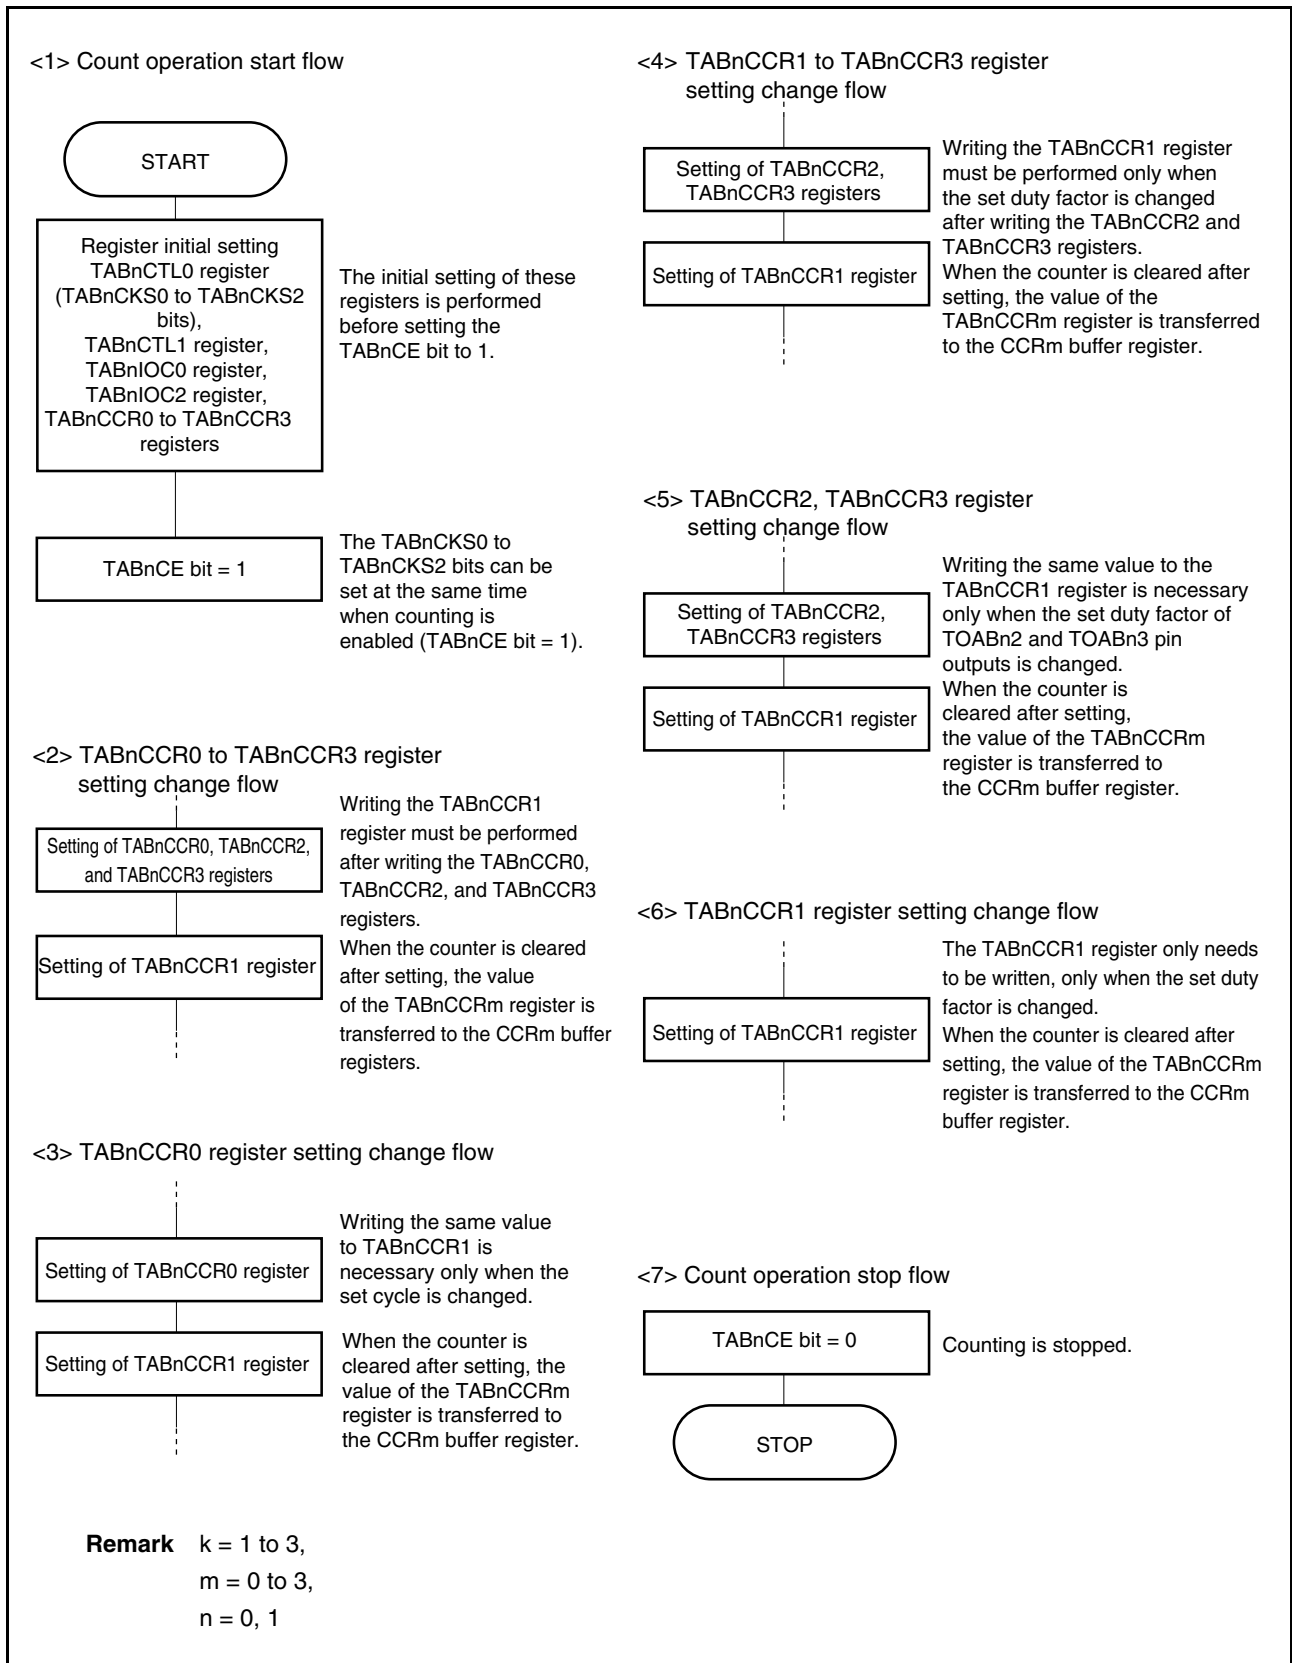 <1> Count operation start flow
START
Register initial setting
TABnCTL0 register
(TABnCKS0 to TABnCKS2
bits),
TABnCTL1 register,
TABnIOC0 register,
TABnIOC2 register,
TABnCCR0 to TABnCCR3
registers
The initial setting of these
registers is performed
before setting the
TABnCE bit to 1.
TABnCE bit = 1
The TABnCKS0 to
TABnCKS2 bits can be
set at the same time
when counting is
enabled (TABnCE bit = 1).
<2> TABnCCR0 to TABnCCR3 register
setting change flow
Setting of TABnCCR0, TABnCCR2,
and TABnCCR3 registers
Setting of TABnCCR1 register
Writing the TABnCCR1
register must be performed
after writing the TABnCCR0,
TABnCCR2, and TABnCCR3
registers.
When the counter is cleared
after setting, the value
of the TABnCCRm register is
transferred to the CCRm buffer
registers.
<3> TABnCCR0 register setting change flow
Setting of TABnCCR0 register
Writing the same value
to TABnCCR1 is
necessary only when the
set cycle is changed.
Setting of TABnCCR1 register
When the counter is
cleared after setting, the
value of the TABnCCRm
register is transferred to
the CCRm buffer register.
<4> TABnCCR1 to TABnCCR3 register
setting change flow
Setting of TABnCCR2,
TABnCCR3 registers
Setting of TABnCCR1 register
Writing the TABnCCR1 register
must be performed only when
the set duty factor is changed
after writing the TABnCCR2 and
TABnCCR3 registers.
When the counter is cleared after
setting, the value of the
TABnCCRm register is transferred
to the CCRm buffer register.
<5> TABnCCR2, TABnCCR3 register
setting change flow
Setting of TABnCCR2,
TABnCCR3 registers
Setting of TABnCCR1 register
Writing the same value to the
TABnCCR1 register is necessary
only when the set duty factor of
TOABn2 and TOABn3 pin
outputs is changed.
When the counter is
cleared after setting,
the value of the TABnCCRm
register is transferred to
the CCRm buffer register.
<6> TABnCCR1 register setting change flow
Setting of TABnCCR1 register
The TABnCCR1 register only needs
to be written, only when the set duty
factor is changed.
When the counter is cleared after
setting, the value of the TABnCCRm
register is transferred to the CCRm
buffer register.
<7> Count operation stop flow
TABnCE bit = 0
Counting is stopped.
STOP
Remark k = 1 to 3,
m = 0 to 3,
n = 0, 1